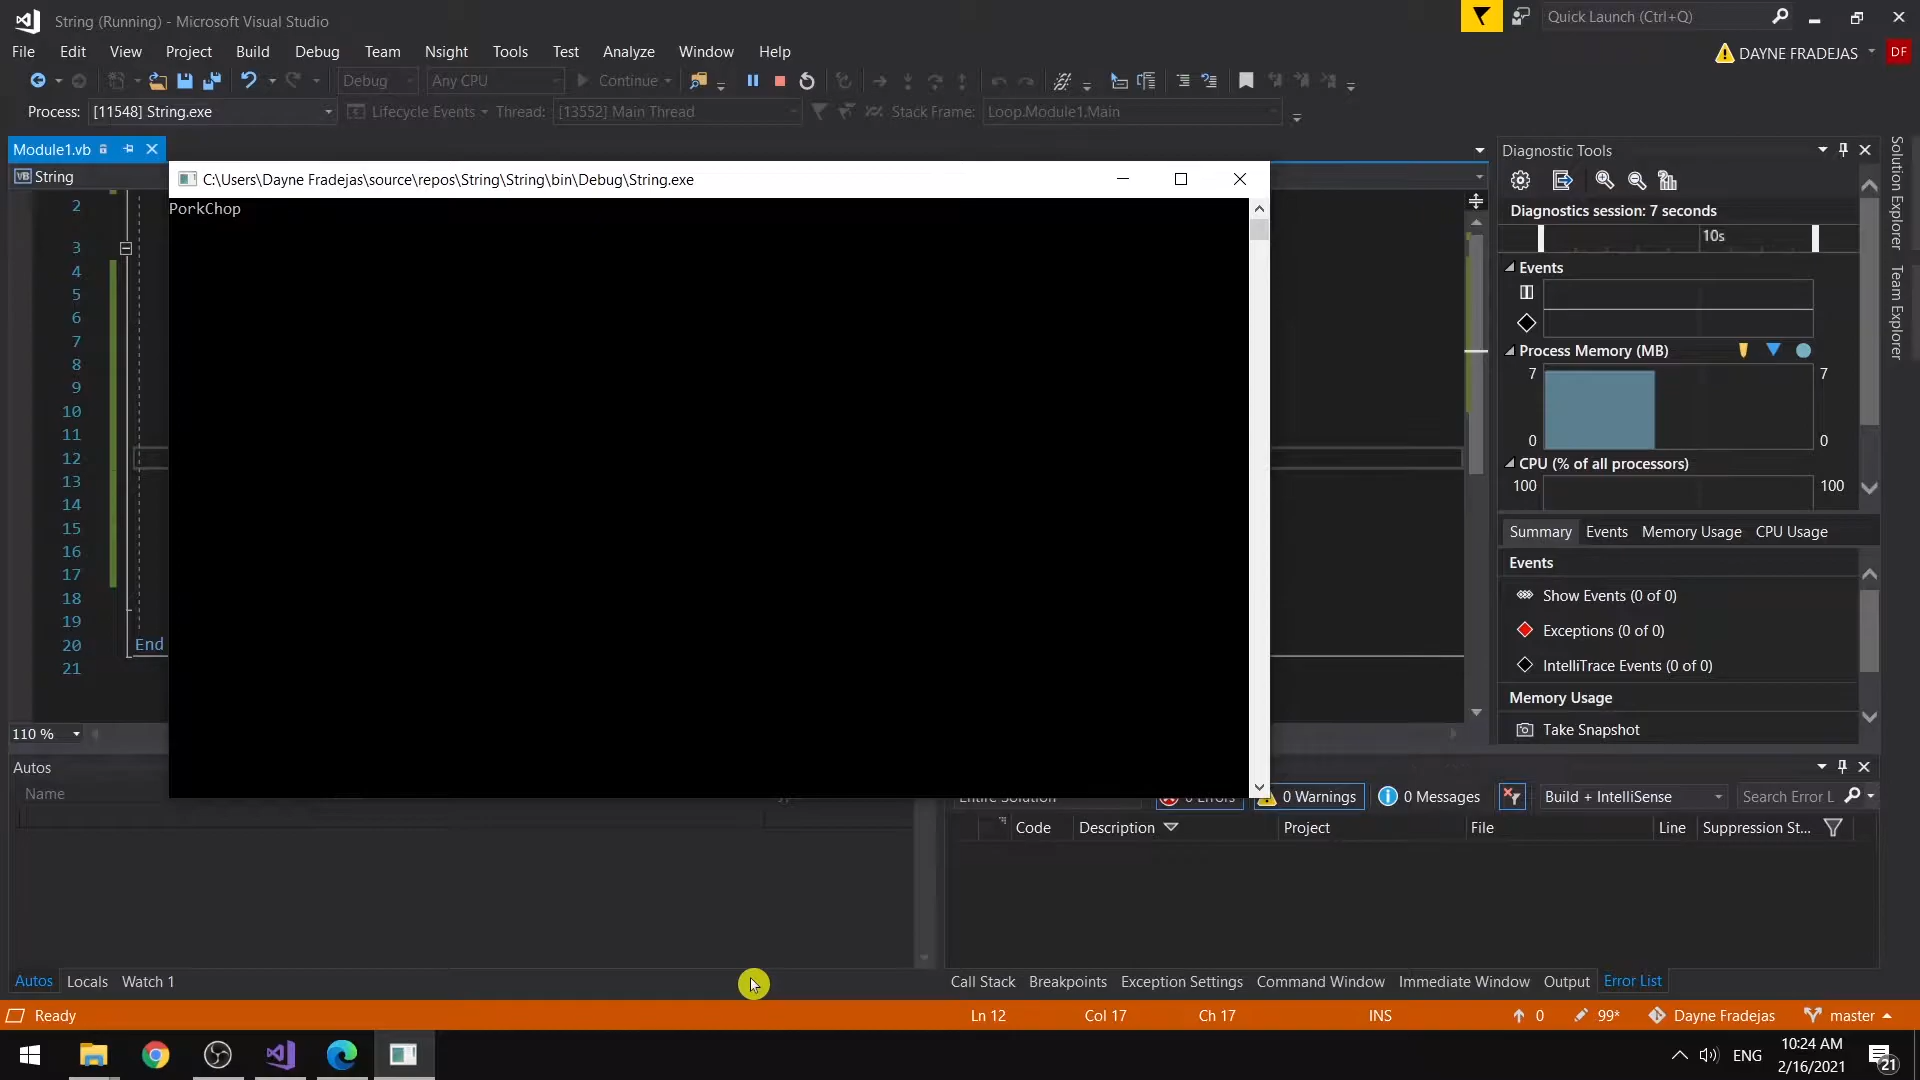 String (Running) - Microsoft Visual Studio
Quick Launch (Ctrl+Q)
File Edit View Project Build Debug Team Nsight Tools Test Analyze Window Help
DAYNE FRADEJAS DF
Debug Any CPU Continue
Process: [11548] String.exe Lifecycle Events Thread: [13552] Main Thread Stack Frame: Loop.Module1.Main
Module1.vb
VB String
C:\Users\Dayne Fradejas\source\repos\String\String\bin\Debug\String.exe
PorkChop
2
3
4
5
6
7
8
9
10
11
12
13
14
15
16
17
18
19
20 End
21
110 %
Diagnostic Tools
Diagnostics session: 7 seconds
10s
Events
Process Memory (MB)
7 7
0 0
CPU (% of all processors)
100 100
Summary Events Memory Usage CPU Usage
Events
Show Events (0 of 0)
Exceptions (0 of 0)
IntelliTrace Events (0 of 0)
Memory Usage
Take Snapshot
Solution Explorer
Team Explorer
Autos
Name
Autos Locals Watch 1
Entire Solution 0 Errors 0 Warnings 0 Messages Build + IntelliSense Search Error L
Code Description Project File Line Suppression St...
Call Stack Breakpoints Exception Settings Command Window Immediate Window Output Error List
Ready Ln 12 Col 17 Ch 17 INS 0 99* Dayne Fradejas master
ENG
10:24 AM
2/16/2021
21